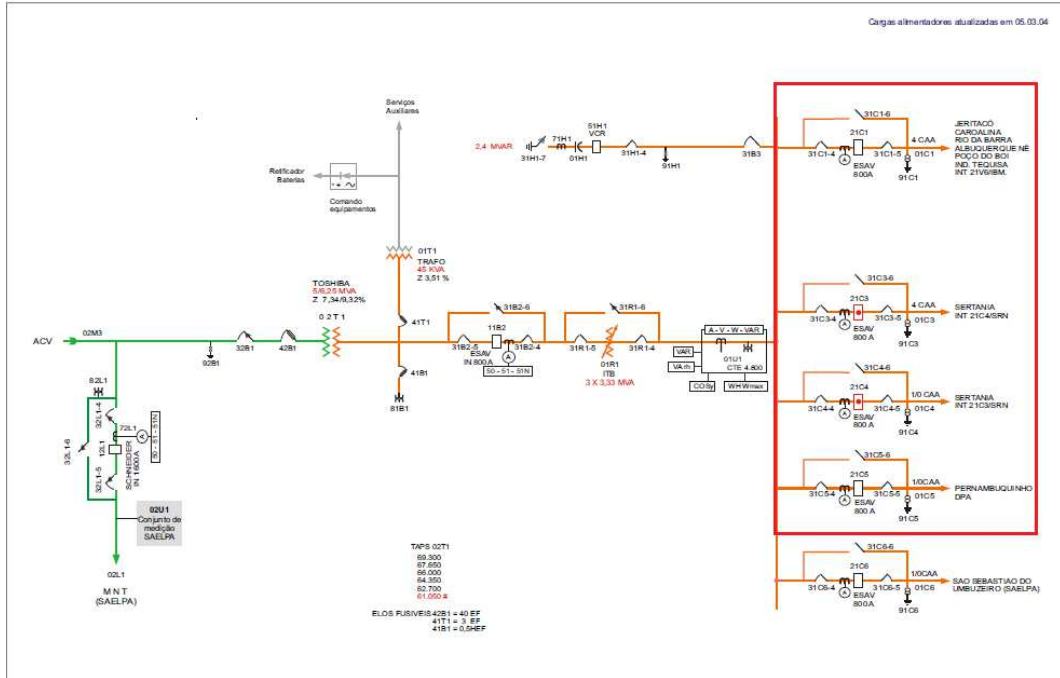 Cargas alimentadores atualizadas em 05.03.04
Serviços
Auxiliares
Retificador
Baterias
Comando
equipamentos
2,4 MVAR
31H1-7
71H1
01H1
51H1
VCR
31H1-4
91H1
31B3
31C1-6
21C1
31C1-4
A
ESAV
800A
31C1-5
4 CAA
01C1
91C1
JERITACÓ
CAROALINA
RIO DA BARRA
ALBUQUERQUE NÈ
POÇO DO BOI
IND. TEQUISA
INT 21V6/IBM.
01T1
TRAFO
45 KVA
Z 3,51 %
TOSHIBA
5/6,25 MVA
Z 7,34/9,32%
02T1
41T1
41B1
81B1
ACV
02M3
92B1
32B1
42B1
31B2-6
11B2
31B2-5
31B2-4
ESAV
IN 800 A
A
50 - 51 - 51N
31R1-6
31R1-5
31R1-4
01R1
ITB
3 X 3,33 MVA
A - V - W - VAR
VAR
VArh
COSy
WHWmax
01U1
CTE 4.800
31C3-6
21C3
31C3-4
A
ESAV
800 A
31C3-5
4 CAA
01C3
91C3
SERTANIA
INT 21C4/SRN
31C4-6
21C4
31C4-4
A
ESAV
800 A
31C4-5
1/0 CAA
01C4
91C4
SERTANIA
INT 21C3/SRN
31C5-6
21C5
31C5-4
A
ESAV
800 A
31C5-5
1/0CAA
01C5
91C5
PERNAMBUQUINHO
DPA
31C6-6
21C6
31C6-4
A
ESAV
800 A
31C6-5
1/0CAA
01C6
91C6
SAO SEBASTIAO DO
UMBUZEIRO (SAELPA)
82L1
32L1-4
72L1
12L1
32L1-6
32L1-5
SCHNEIDER
IN 1600A
A
50 - 51 - 51N
02U1
Conjunto de
medição
SAELPA
02L1
M N T
(SAELPA)
TAPS 02T1
69.300
67.650
66.000
64.350
62.700
61.050 #
ELOS FUSIVEIS 42B1 = 40 EF
41T1 = 3 EF
41B1 = 0,5HEF